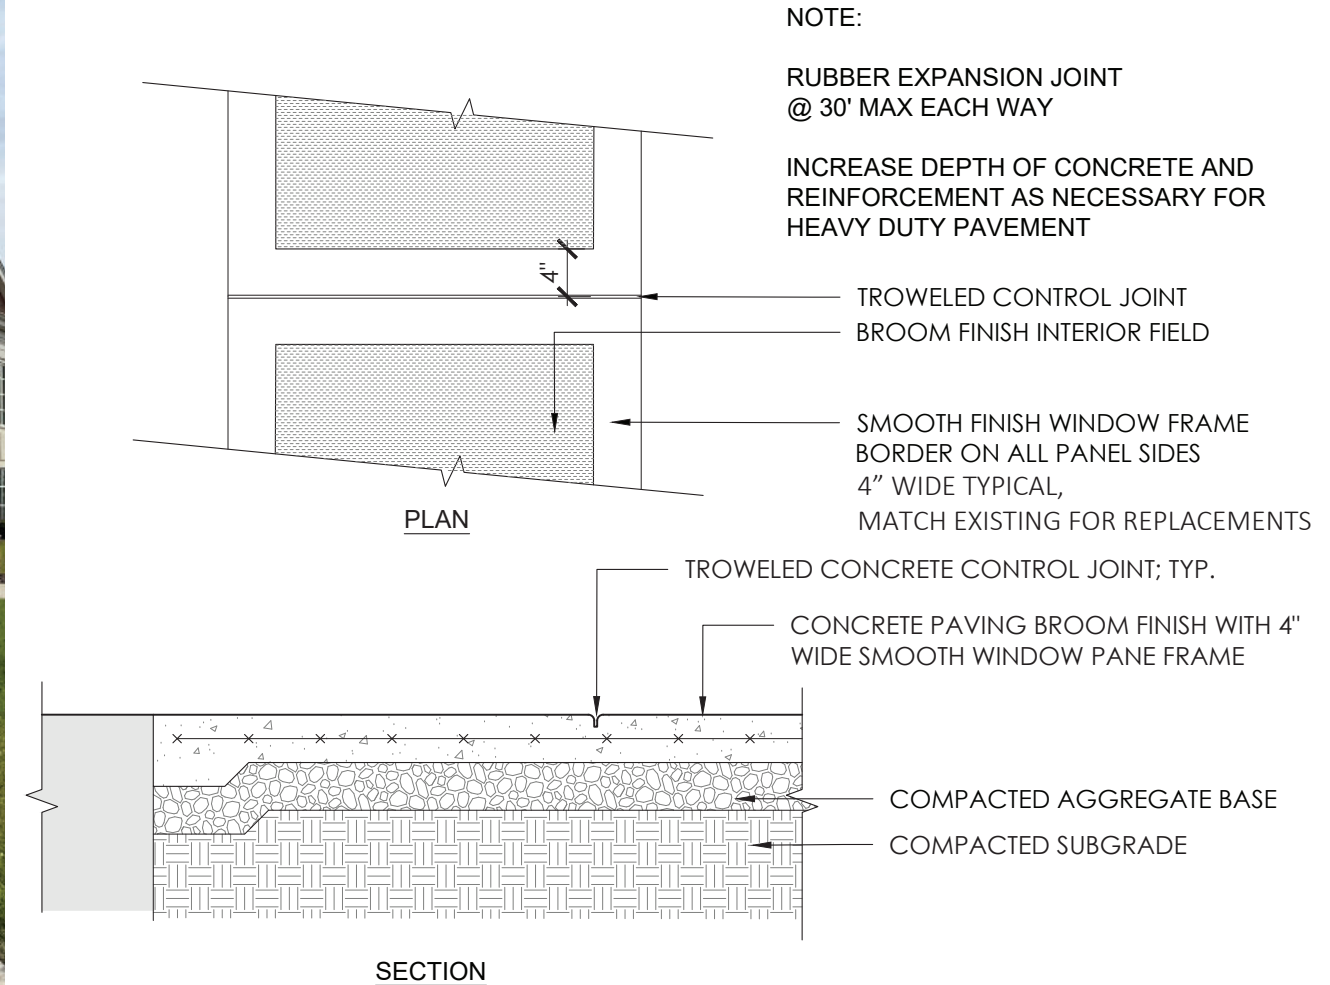 NOTE:
RUBBER EXPANSION JOINT
@ 30' MAX EACH WAY
INCREASE DEPTH OF CONCRETE AND
REINFORCEMENT AS NECESSARY FOR
HEAVY DUTY PAVEMENT
4"
TROWELED CONTROL JOINT
BROOM FINISH INTERIOR FIELD
SMOOTH FINISH WINDOW FRAME
BORDER ON ALL PANEL SIDES
4” WIDE TYPICAL,
MATCH EXISTING FOR REPLACEMENTS
PLAN
TROWELED CONCRETE CONTROL JOINT; TYP.
CONCRETE PAVING BROOM FINISH WITH 4"
WIDE SMOOTH WINDOW PANE FRAME
COMPACTED AGGREGATE BASE
COMPACTED SUBGRADE
SECTION